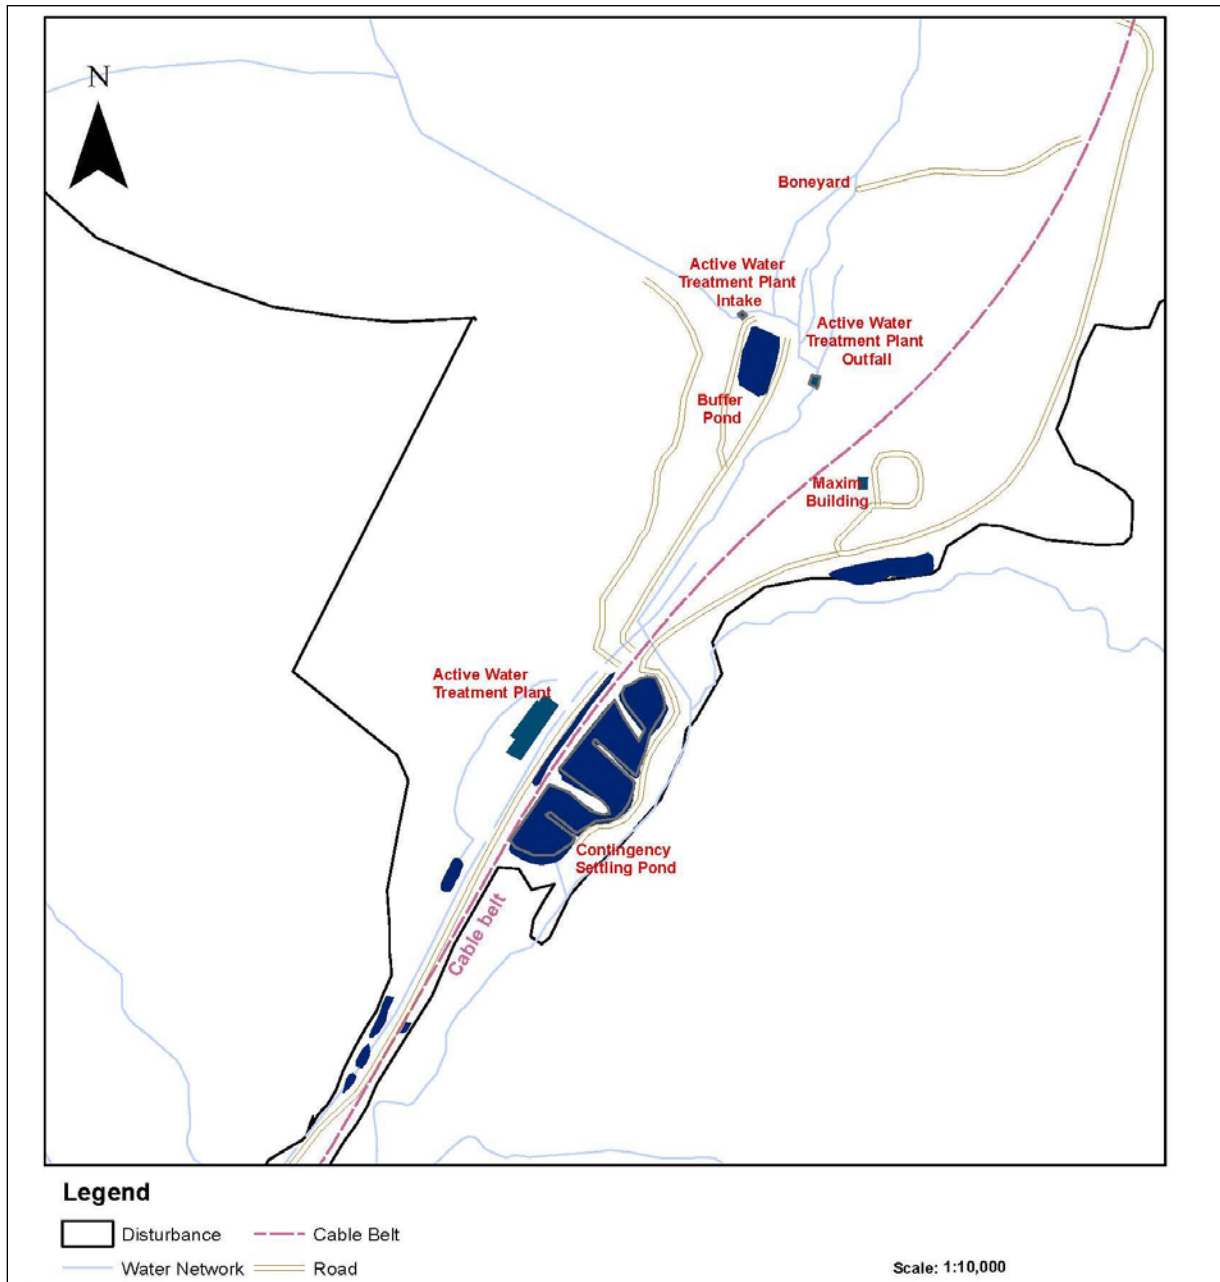 N
Boneyard
Active Water
Treatment Plant
Intake
Active Water
Treatment Plant
Outfall
Buffer
Pond
Maxim
Building
Active Water
Treatment Plant
Contingency
Settling Pond
Cable belt
Legend
Disturbance
Cable Belt
Water Network
Road
Scale: 1:10,000